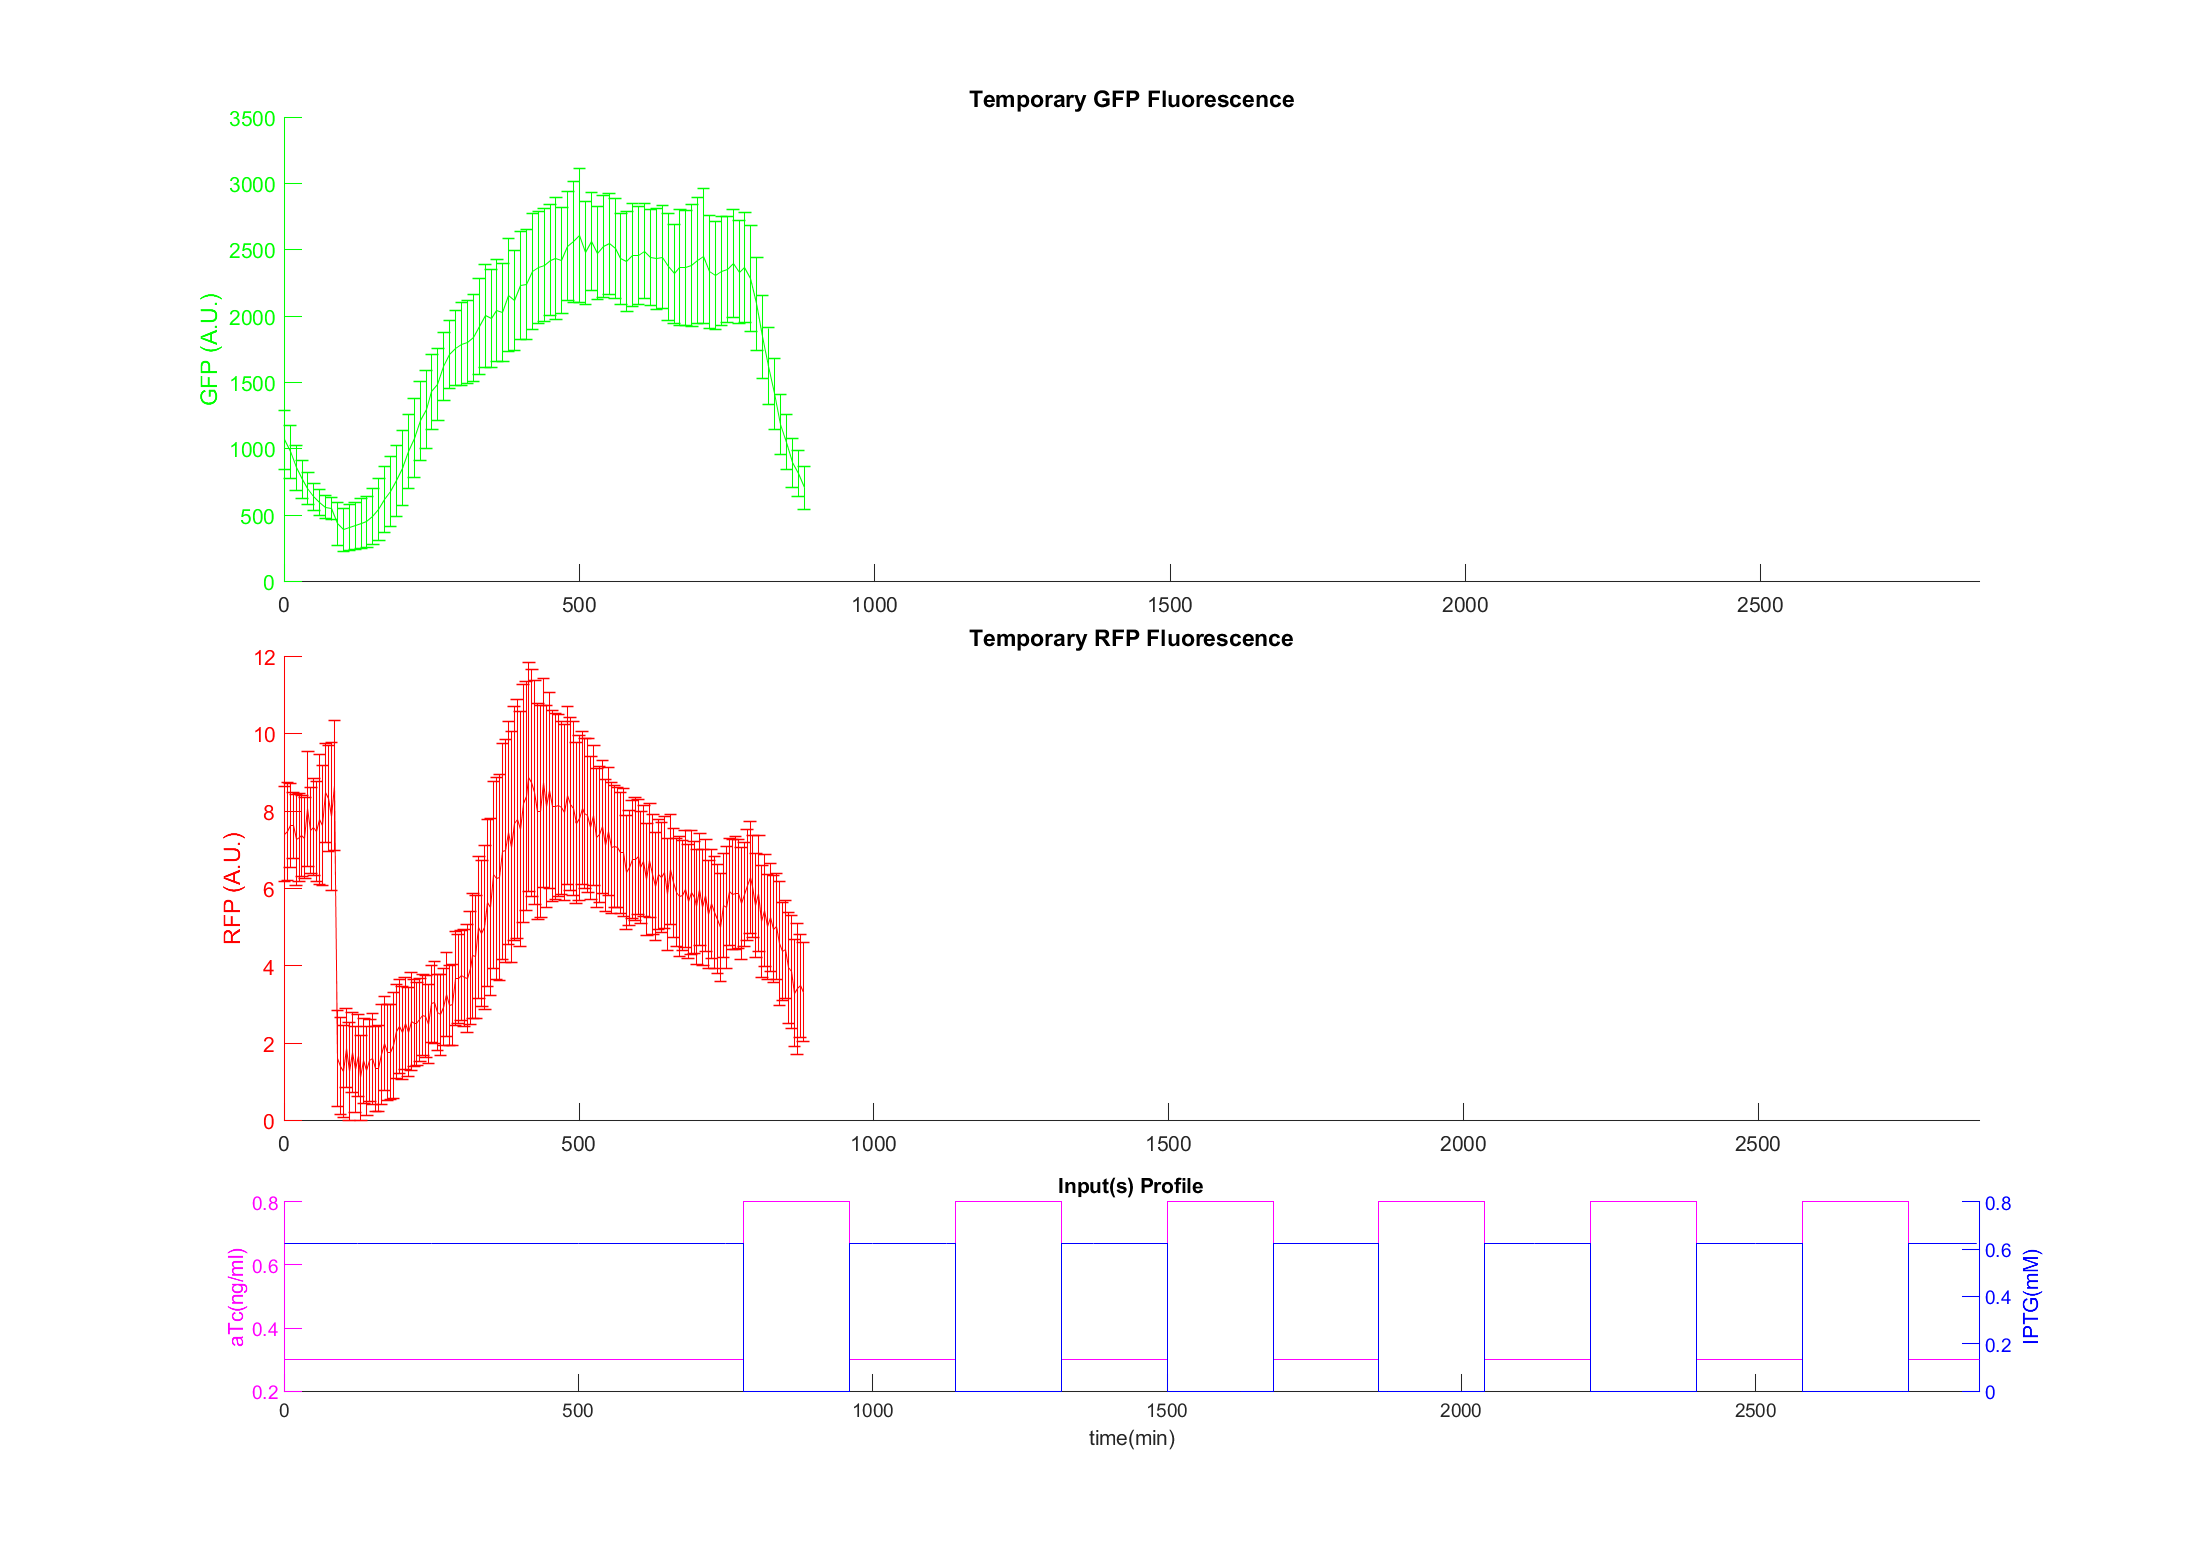 Temporary GFP Fluorescence
3500
3000
2500
2000
1500
1000
500
0
GFP (A.U.)
0 500 1000 1500 2000 2500
Temporary RFP Fluorescence
12
10
8
6
4
2
0
RFP (A.U.)
0 500 1000 1500 2000 2500
Input(s) Profile
0.8
0.6
0.4
0.2
aTc(ng/ml)
0.8
0.6
0.4
0.2
0
IPTG(mM)
0 500 1000 1500 2000 2500
time(min)